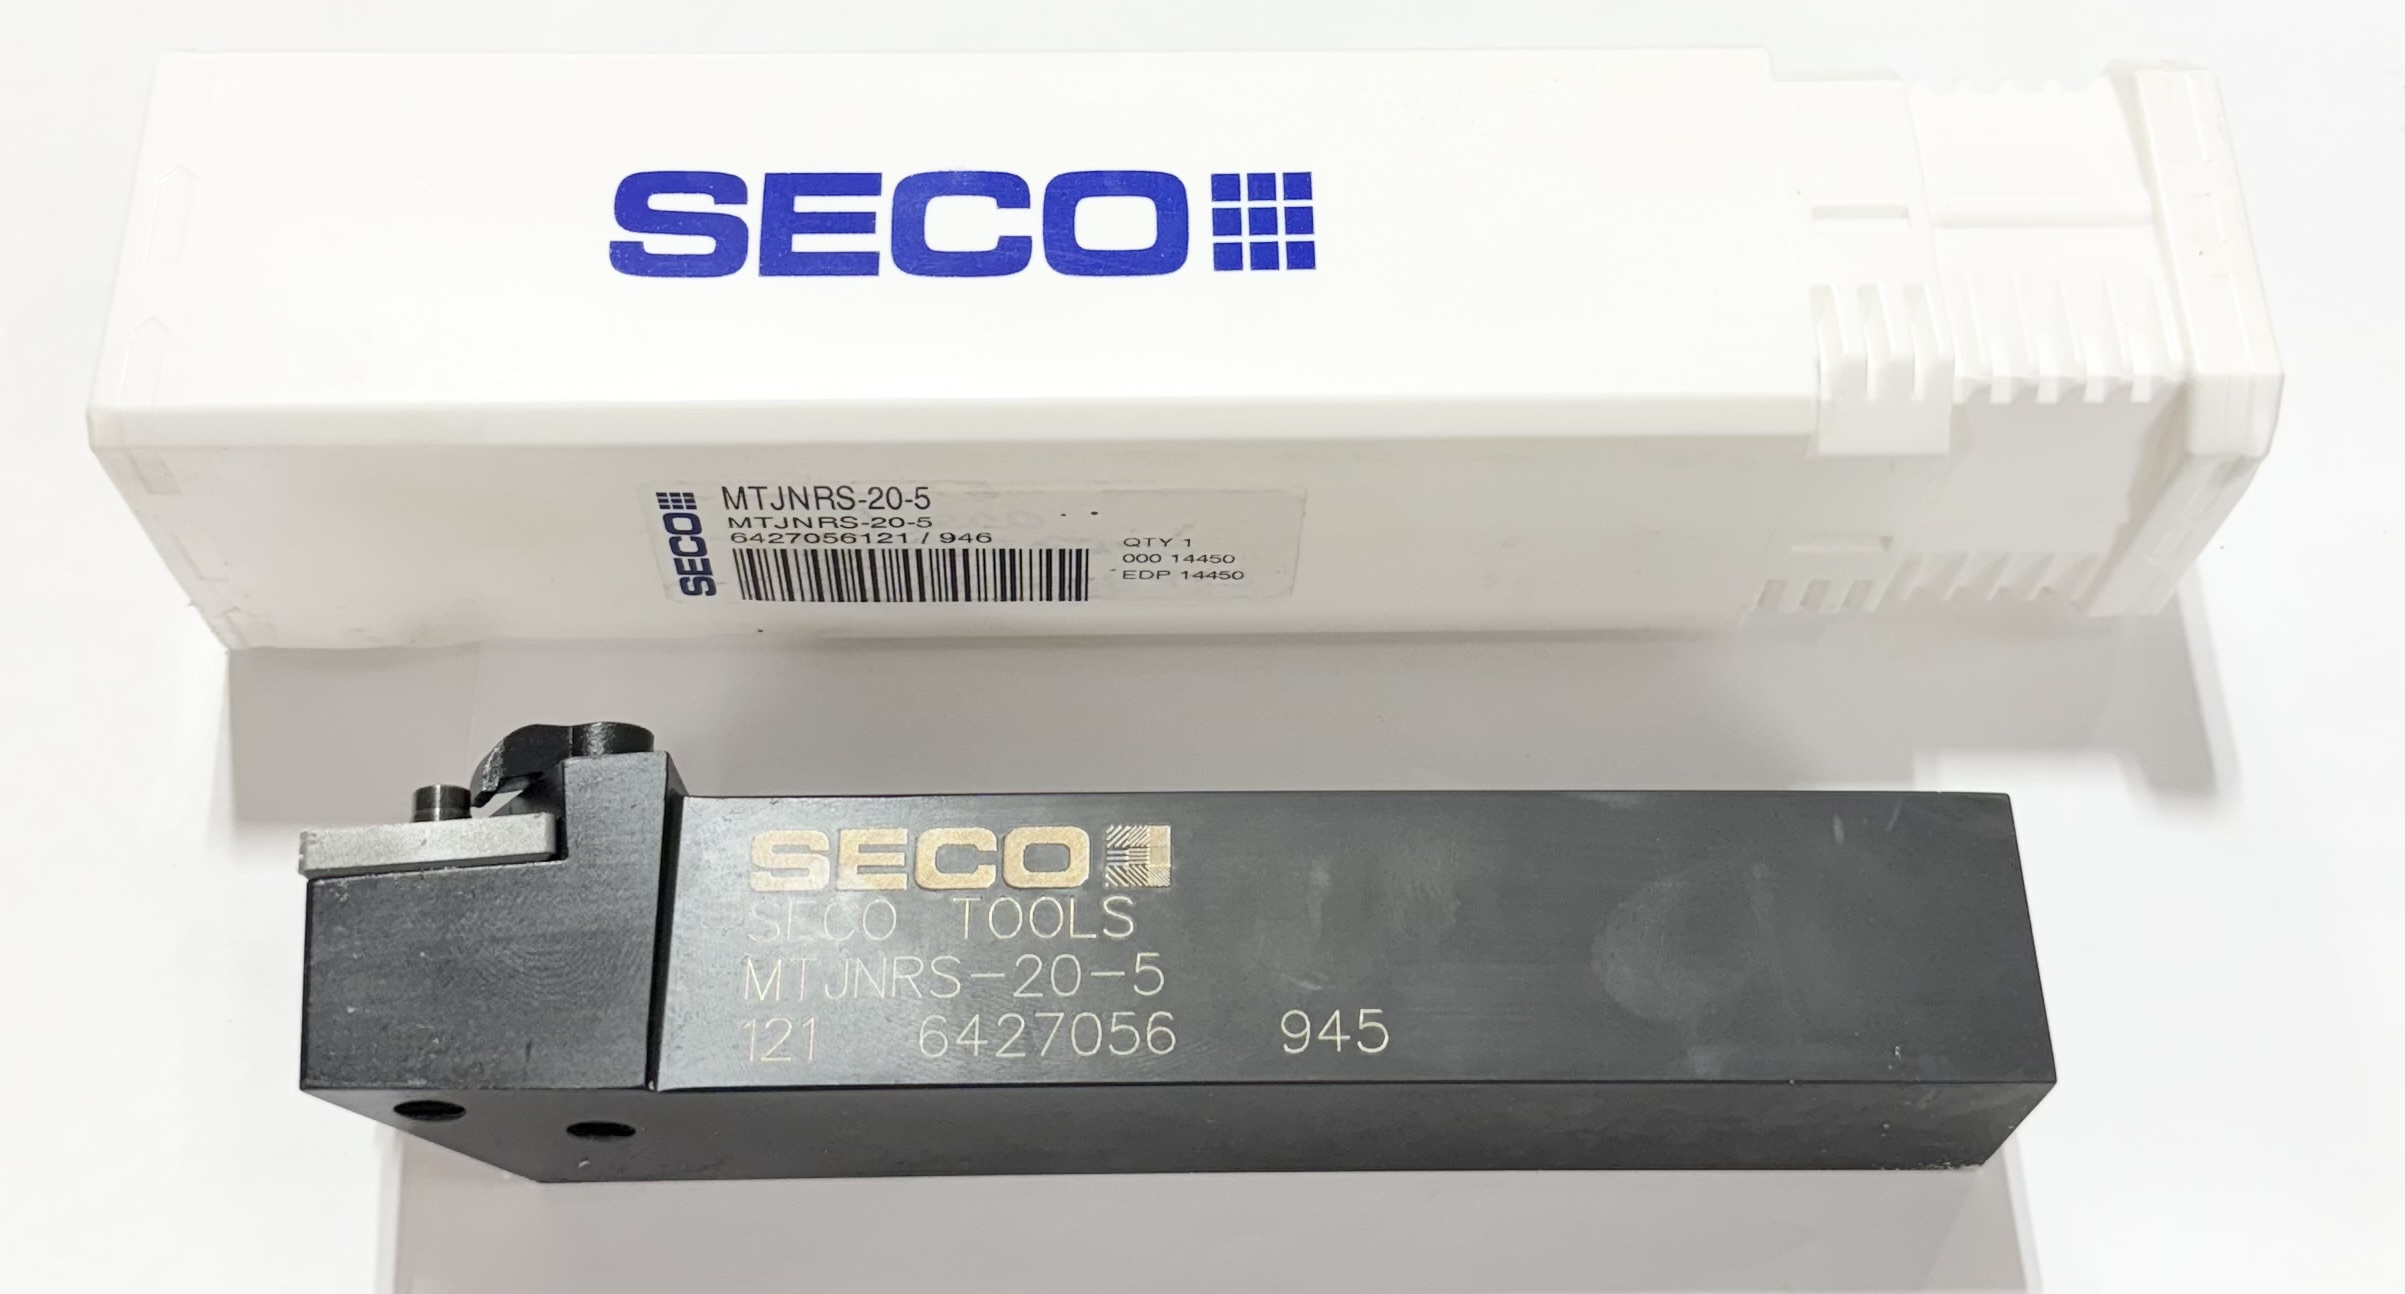 SECO
SECO
MTJNRS-20-5
MTJNRS-20-5
6427056121 / 946
QTY 1
000 14450
EDP 14450
SECO
SECO TOOLS
MTJNRS-20-5
121 6427056 945